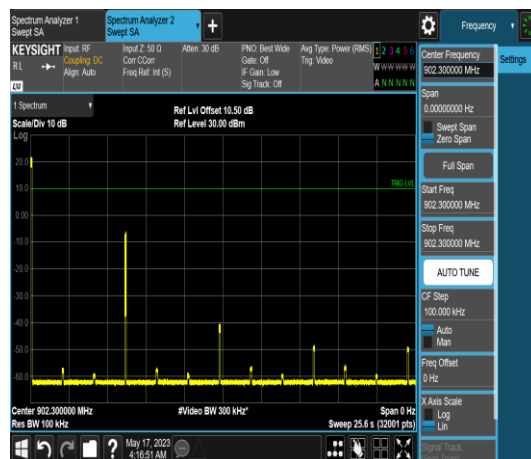 Spectrum Analyzer 1
Swept SA
Spectrum Analyzer 2
Swept SA
Frequency
KEYSIGHT
RL
Input: RF
Coupling: DC
Align: Auto
Input Z: 50 Ω
Corr CCorr
Freq Ref: Int (S)
Atten: 30 dB
PNO: Best Wide
Gate: Off
IF Gain: Low
Sig Track: Off
Avg Type: Power (RMS)
Trig: Video
1 2 3 4 5 6
W W W W W W
A N N N N N
LW
1 Spectrum
Scale/Div 10 dB
Ref Lvl Offset 10.50 dB
Ref Level 30.00 dBm
Log
TRIG LVL
20.0
10.0
0.00
-10.0
-20.0
-30.0
-40.0
-50.0
-60.0
Center 902.300000 MHz
Res BW 100 kHz
#Video BW 300 kHz*
Span 0 Hz
Sweep 25.6 s (32001 pts)
May 17, 2023
4:16:51 AM
Settings
Center Frequency
902.300000 MHz
Span
0.00000000 Hz
Swept Span
Zero Span
Full Span
Start Freq
902.300000 MHz
Stop Freq
902.300000 MHz
AUTO TUNE
CF Step
100.000 kHz
Auto
Man
Freq Offset
0 Hz
X Axis Scale
Log
Lin
Signal Track